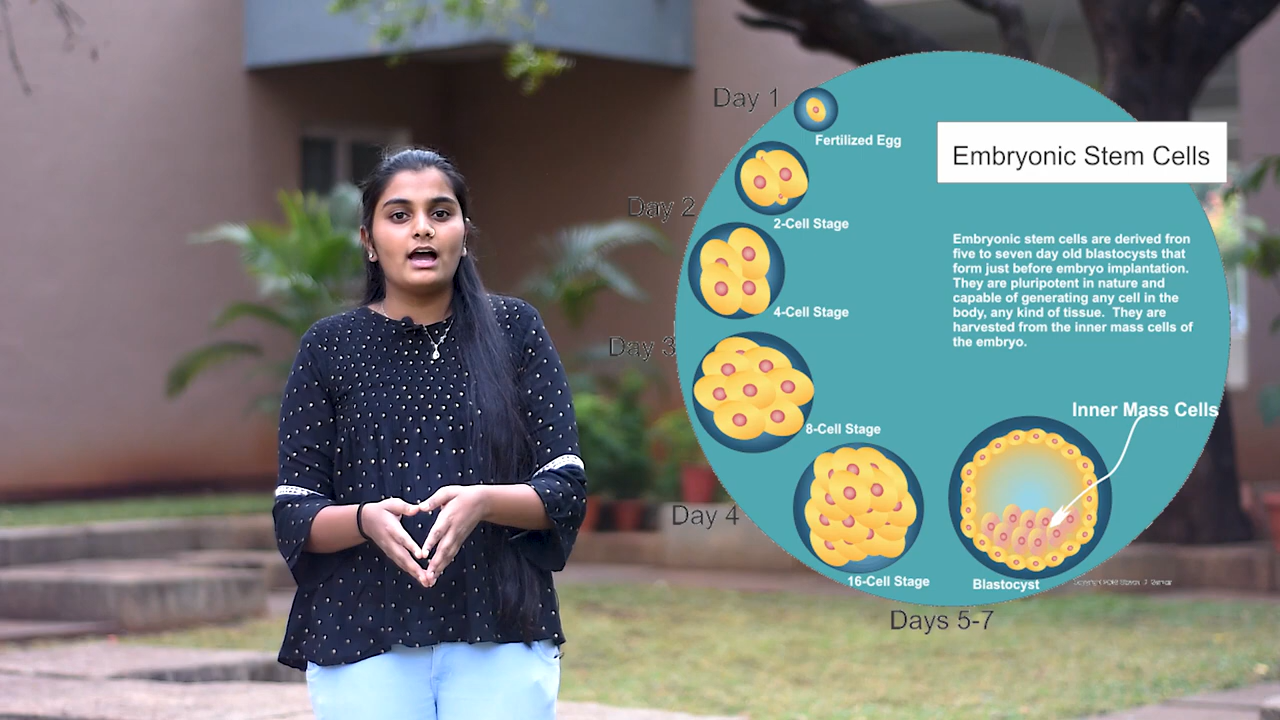 Day 1
Fertilized Egg
Embryonic Stem Cells
Day 2
2-Cell Stage
Embryonic stem cells are derived fron
five to seven day old blastocysts that
form just before embryo implantation.
They are pluripotent in nature and
capable of generating any cell in the
body, any kind of tissue. They are
harvested from the inner mass cells of
the embryo.
4-Cell Stage
Day 3
Inner Mass Cells
8-Cell Stage
Day 4
16-Cell Stage
Blastocyst
Days 5-7